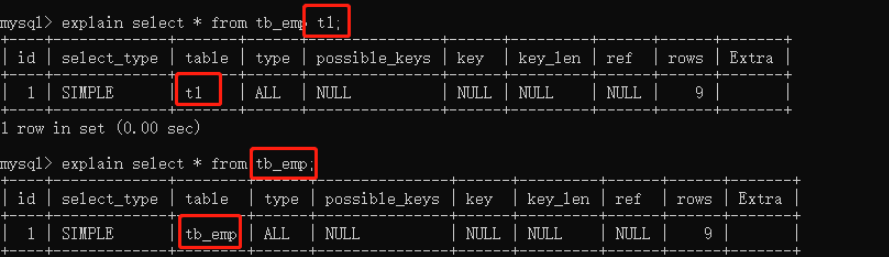 mysql> explain select * from tb_emp t1;
+----+-------------+-------+------+---------------+------+---------+------+------+-------+
| id | select_type | table | type | possible_keys | key | key_len | ref | rows | Extra |
+----+-------------+-------+------+---------------+------+---------+------+------+-------+
| 1 | SIMPLE | t1 | ALL | NULL | NULL | NULL | NULL | 9 | |
+----+-------------+-------+------+---------------+------+---------+------+------+-------+
1 row in set (0.00 sec)
mysql> explain select * from tb_emp;
+----+-------------+--------+------+---------------+------+---------+------+------+-------+
| id | select_type | table | type | possible_keys | key | key_len | ref | rows | Extra |
+----+-------------+--------+------+---------------+------+---------+------+------+-------+
| 1 | SIMPLE | tb_emp | ALL | NULL | NULL | NULL | NULL | 9 | |
+----+-------------+--------+------+---------------+------+---------+------+------+-------+